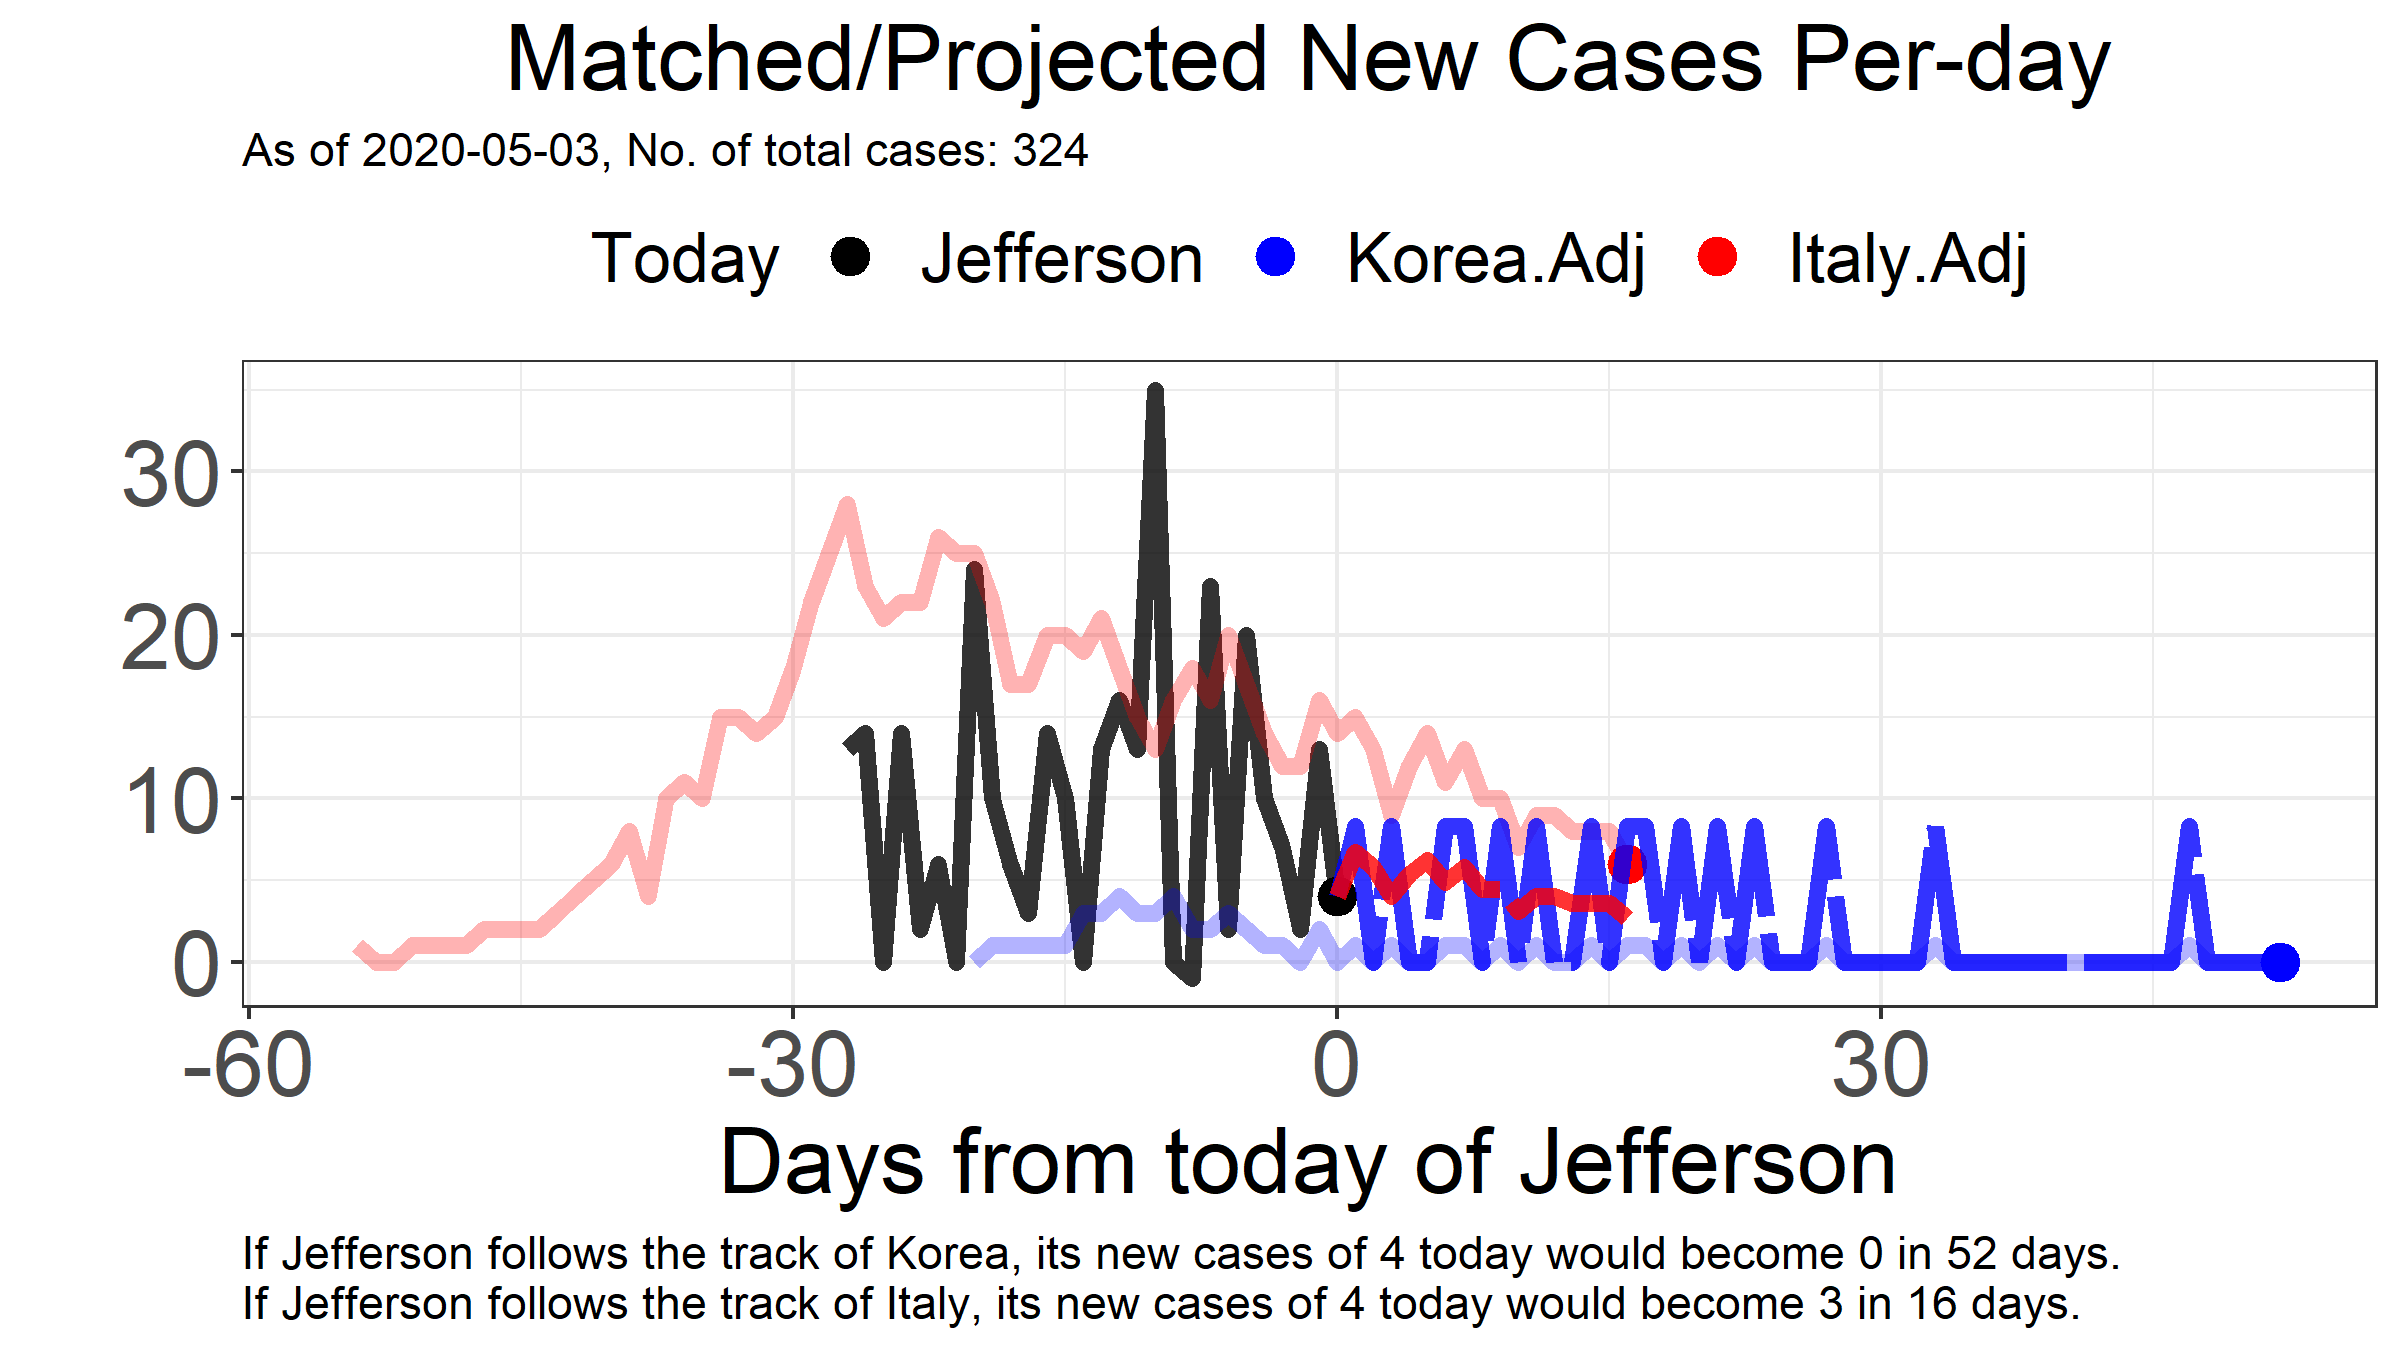 Matched/Projected New Cases Per-day
As of 2020-05-03, No. of total cases: 324
Today Jefferson Korea.Adj Italy.Adj
30
20
10
0
-60 -30 0 30
Days from today of Jefferson
If Jefferson follows the track of Korea, its new cases of 4 today would become 0 in 52 days.
If Jefferson follows the track of Italy, its new cases of 4 today would become 3 in 16 days.